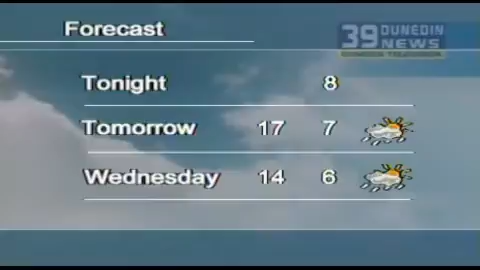 Forecast
39 DUNEDIN
NEWS
Tonight 8
Tomorrow 17 7
Wednesday 14 6